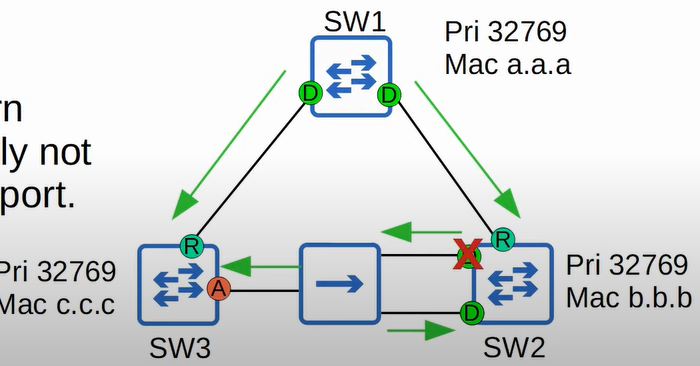 SW1
Pri 32769
Mac a.a.a
D
D
rn
ly not
port.
R
R
X
Pri 32769
Mac c.c.c
A
Pri 32769
Mac b.b.b
D
SW3
SW2